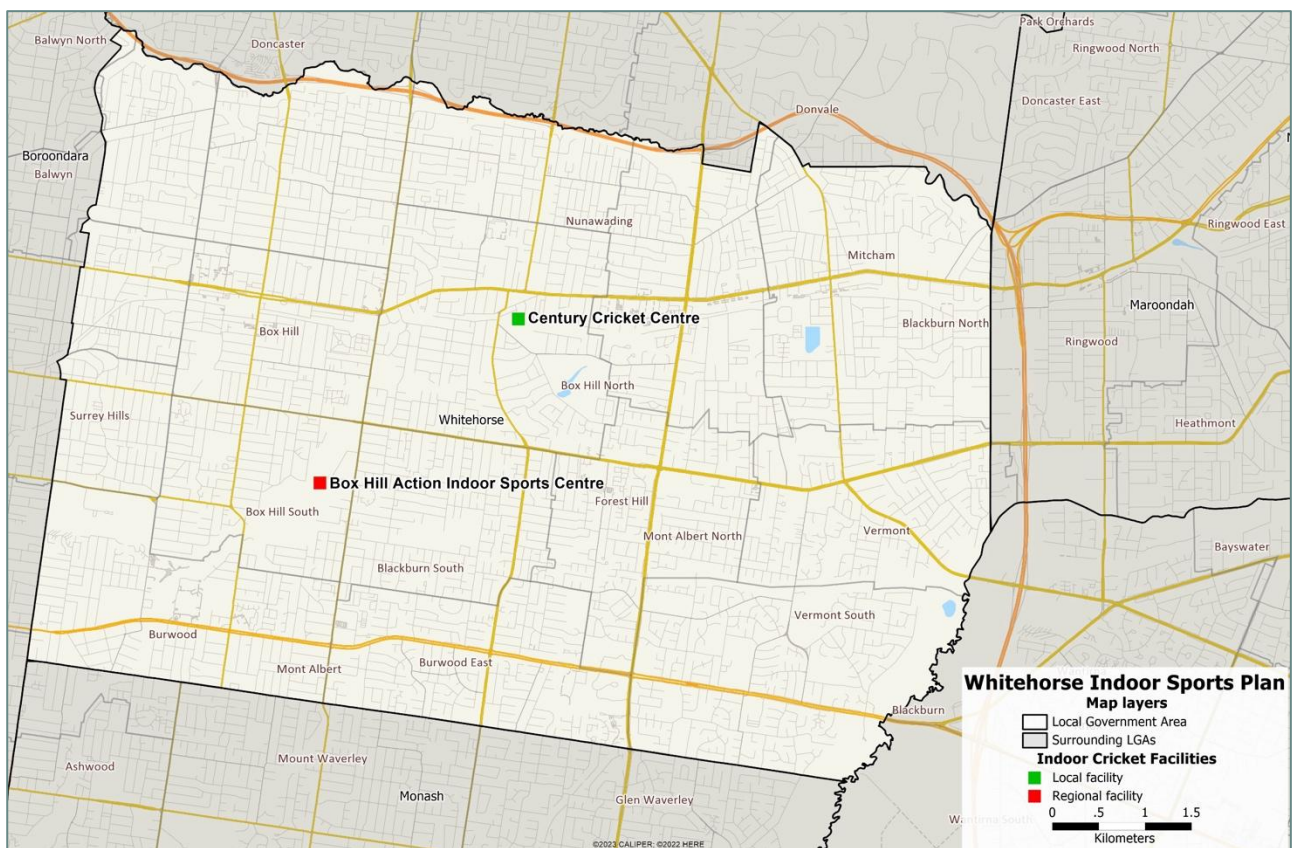 Balwyn North
Doncaster
Park Orchards
Ringwood North
Doncaster East
Donvale
Boroondara
Balwyn
Nunawading
Ringwood East
Mitcham
Maroondah
Century Cricket Centre
Blackburn North
Box Hill
Ringwood
Box Hill North
Surrey Hills
Whitehorse
Heathmont
Box Hill Action Indoor Sports Centre
Forest Hill
Box Hill South
Mont Albert North
Vermont
Bayswater
Blackburn South
Vermont South
Burwood
Mont Albert
Burwood East
Blackburn
Ashwood
Mount Waverley
Monash
Glen Waverley
Wantirna South
Whitehorse Indoor Sports Plan
Map layers
Local Government Area
Surrounding LGAs
Indoor Cricket Facilities
Local facility
Regional facility
0 .5 1 1.5
Kilometers
©2023 CALIPER; ©2022 HERE